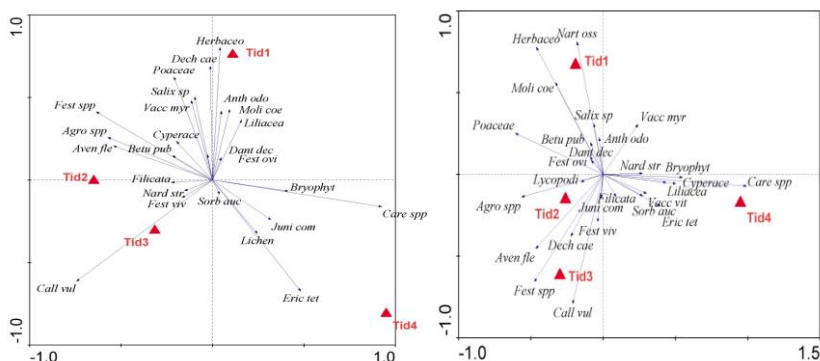 1.0
Herbaceo
Tid1
Dech cae
Poaceae
Salix sp
Vacc myr
Anth odo
Fest spp
Moli coe
Liliacea
Agro spp
Cyperace
Aven fle
Betu pub
Dant dec
Fest ovi
Tid2
Filicata
Nard str
Bryophyt
Fest viv
Sorb auc
Care spp
Juni com
Tid3
Lichen
Call vul
Eric tet
Tid4
-1.0
-1.0
1.0
1.0
Nart oss
Herbaceo
Tid1
Moli coe
Salix sp
Vacc myr
Poaceae
Betu pub
Anth odo
Dant dec
Fest ovi
Nard str
Bryophyt
Lycopodi
Cyperace
Care spp
Liliacea
Agro spp
Tid2
Filicata
Vacc vit
Juni com
Sorb auc
Tid4
Fest viv
Eric tet
Dech cae
Aven fle
Tid3
Fest spp
Call vul
-1.0
-1.0
1.5